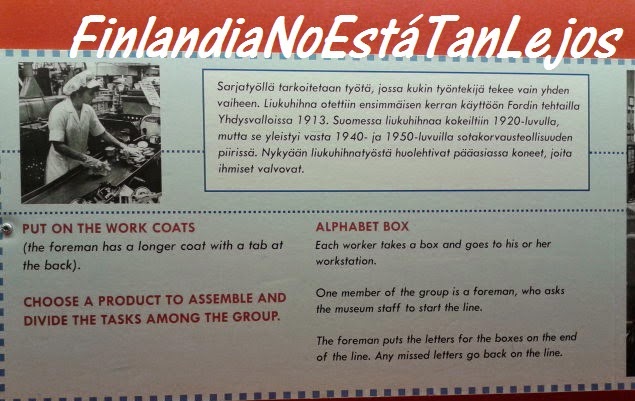 FinlandiaNoEstáTanLejos
Sarjatyöllä tarkoitetaan työtä, jossa kukin työntekijä tekee vain yhden
vaiheen. Liukuhihna otettiin ensimmäisen kerran käyttöön Fordin tehtailla
Yhdysvalloissa 1913. Suomessa liukuhihnaa kokeiltiin 1920-luvulla,
mutta se yleistyi vasta 1940- ja 1950-luvuilla sotakorvausteollisuuden
piirissä. Nykyään liukuhihnatyöstä huolehtivat pääasiassa koneet, joita
ihmiset valvovat.
PUT ON THE WORK COATS
(the foreman has a longer coat with a tab at
the back).
CHOOSE A PRODUCT TO ASSEMBLE AND
DIVIDE THE TASKS AMONG THE GROUP.
ALPHABET BOX
Each worker takes a box and goes to his or her
workstation.
One member of the group is a foreman, who asks
the museum staff to start the line.
The foreman puts the letters for the boxes on the end
of the line. Any missed letters go back on the line.